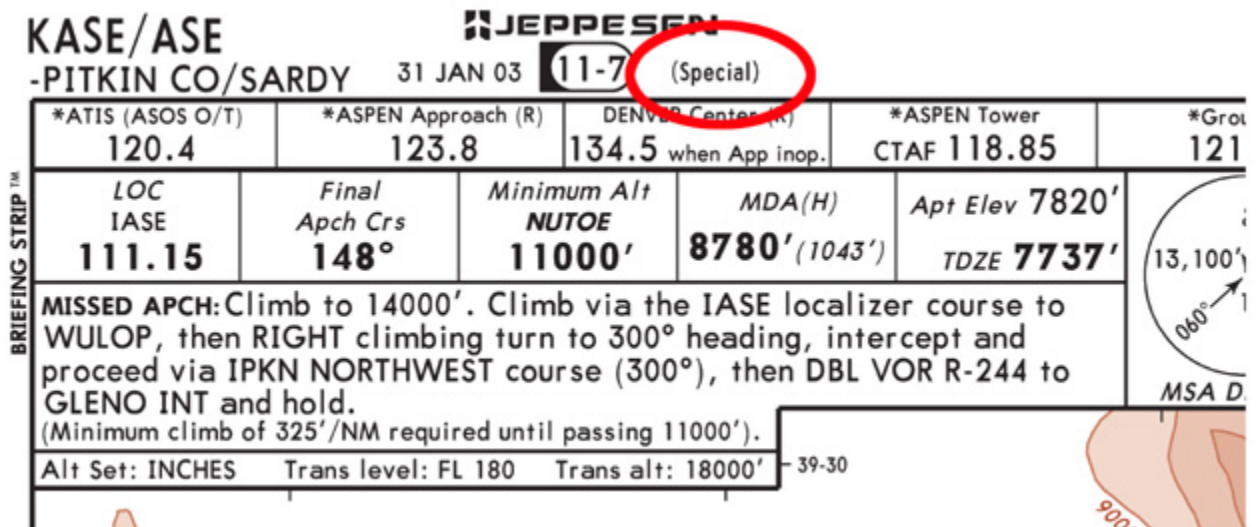 KASE/ASE
JEPPESEN
-PITKIN CO/SARDY 31 JAN 03 11-7 (Special)
*ATIS (ASOS O/T) *ASPEN Approach (R) DENVER Center (R) *ASPEN Tower
120.4 123.8 134.5 when App inop. CTAF 118.85 121
BRIEFING STRIP TM
LOC Final Minimum Alt MDA(H) Apt Elev 7820'
IASE Apch Crs NUTOE
111.15 148° 11000' 8780' (1043') TDZE 7737'
13,100'
060°
MISSED APCH: Climb to 14000'. Climb via the IASE localizer course to
WULOP, then RIGHT climbing turn to 300° heading, intercept and
proceed via IPKN NORTHWEST course (300°), then DBL VOR R-244 to
GLENO INT and hold.
(Minimum climb of 325'/NM required until passing 11000').
MSA
Alt Set: INCHES Trans level: FL 180 Trans alt: 18000'
39-30